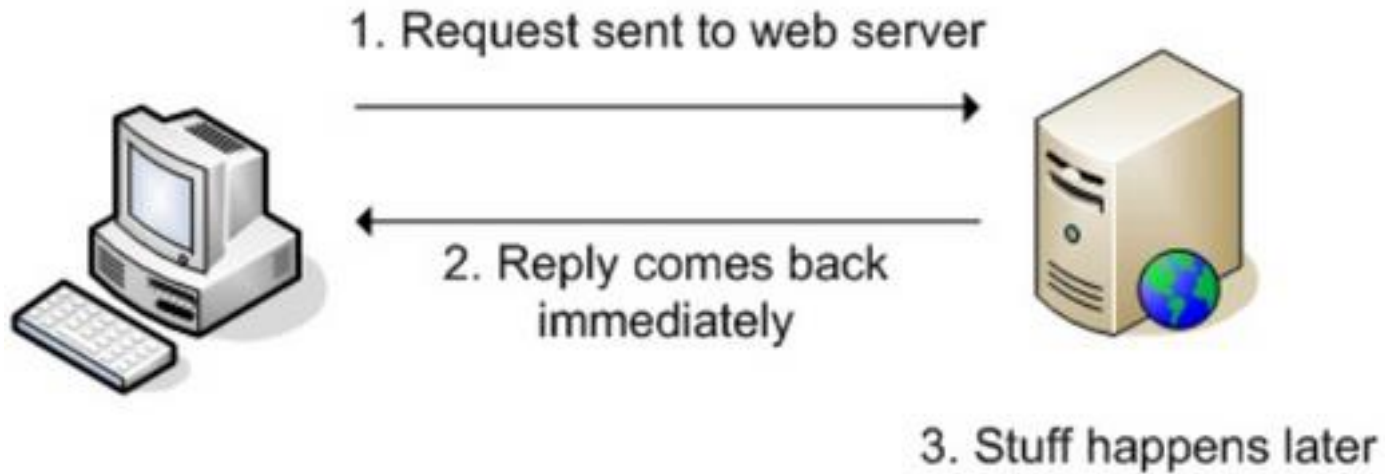 1. Request sent to web server
2. Reply comes back
immediately
3. Stuff happens later